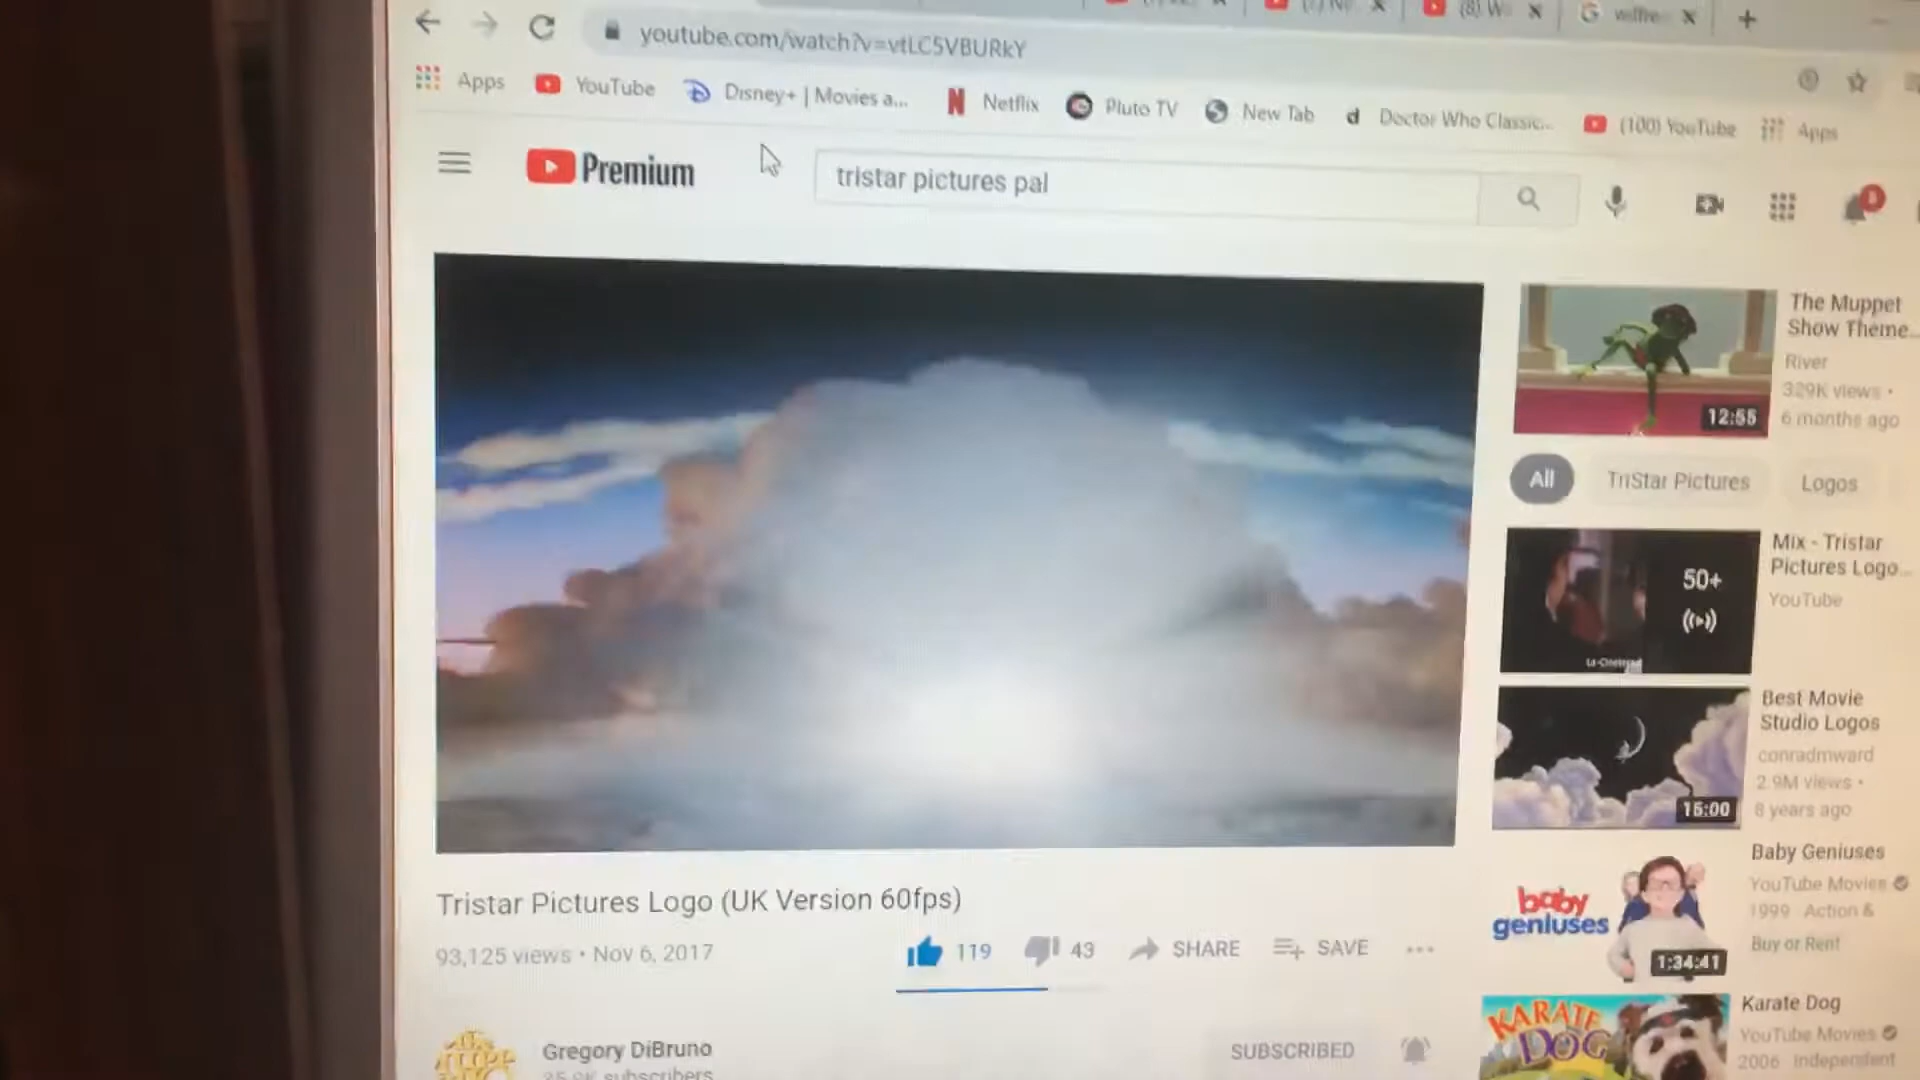 youtube.com/watch?v=vtLC5VBURkY
Apps YouTube Disney+ | Movies a... Netflix Pluto TV New Tab Doctor Who Classic... (100) YouTube Apps
Premium
tristar pictures pal
The Muppet
Show Theme...
River
329K views •
6 months ago
12:55
All TriStar Pictures Logos
Mix - Tristar
Pictures Logo...
YouTube
50+
Best Movie
Studio Logos
conradmward
2.9M views •
8 years ago
15:00
Baby Geniuses
YouTube Movies
1999 Action &
Buy or Rent
baby
geniuses
1:34:41
Karate Dog
YouTube Movies
2006 Independent
KARATE
DOG
Tristar Pictures Logo (UK Version 60fps)
93,125 views • Nov 6, 2017
119 43 SHARE SAVE
Gregory DiBruno
subscribers
SUBSCRIBED